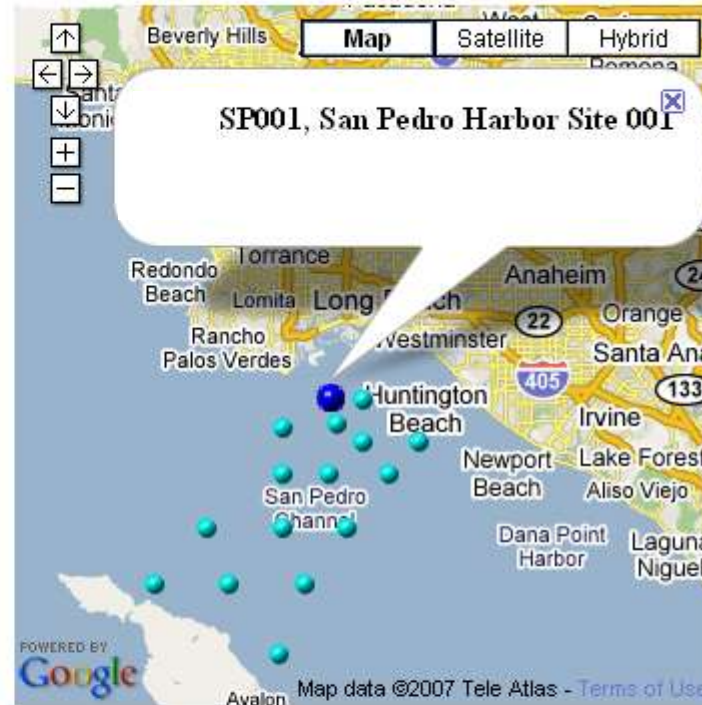 Beverly Hills
Map
Satellite
Hybrid
Pomona
SP001, San Pedro Harbor Site 001
Torrance
Redondo
Beach
Lomita
Long Beach
Anaheim
Rancho
Palos Verdes
Westminster
22
Orange
Santa Ana
405
133
Huntington
Beach
Irvine
Newport
Beach
Lake Forest
Aliso Viejo
San Pedro
Channel
Dana Point
Harbor
Laguna
Niguel
POWERED BY
Google
Avalon
Map data ©2007 Tele Atlas - Terms of Use